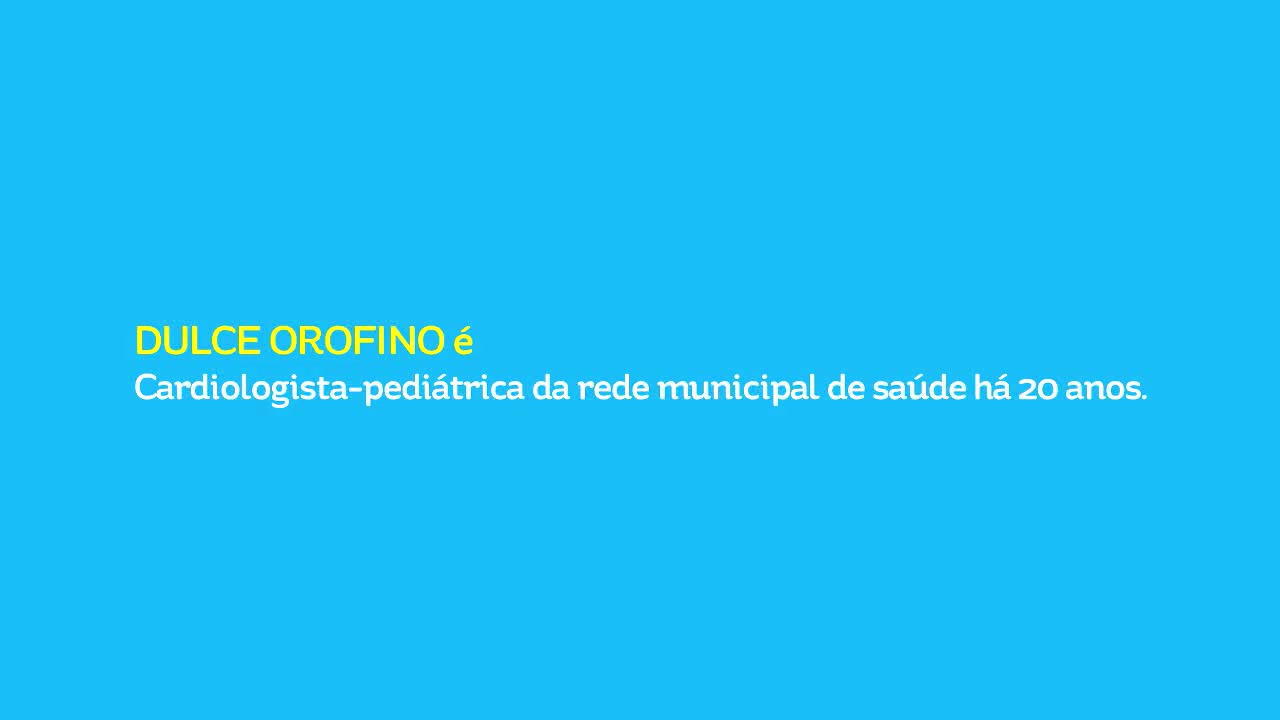 DULCE OROFINO é
Cardiologista-pediátrica da rede municipal de saúde há 20 anos.